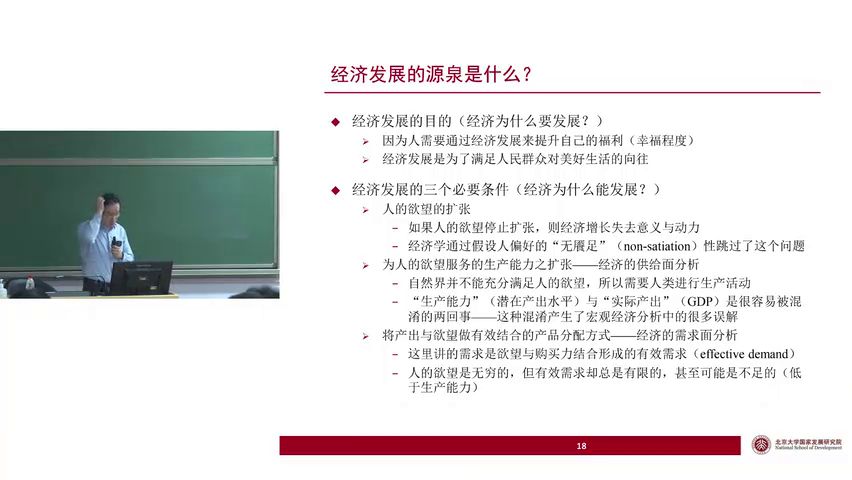 经济发展的源泉是什么？
经济发展的目的（经济为什么要发展？）
因为人需要通过经济发展来提升自己的福利（幸福程度）
经济发展是为了满足人民群众对美好生活的向往
经济发展的三个必要条件（经济为什么能发展？）
人的欲望的扩张
如果人的欲望停止扩张，则经济增长失去意义与动力
经济学通过假设人偏好的“无餍足”（non-satiation）性跳过了这个问题
为人的欲望服务的生产能力之扩张——经济的供给面分析
自然界并不能充分满足人的欲望，所以需要人类进行生产活动
“生产能力”（潜在产出水平）与“实际产出”（GDP）是很容易被混
淆的两回事——这种混淆产生了宏观经济分析中的很多误解
将产出与欲望做有效结合的产品分配方式——经济的需求面分析
这里讲的需求是欲望与购买力结合形成的有效需求（effective demand）
人的欲望是无穷的，但有效需求却总是有限的，甚至可能是不足的（低
于生产能力）
18
北京大学国家发展研究院
National School of Development